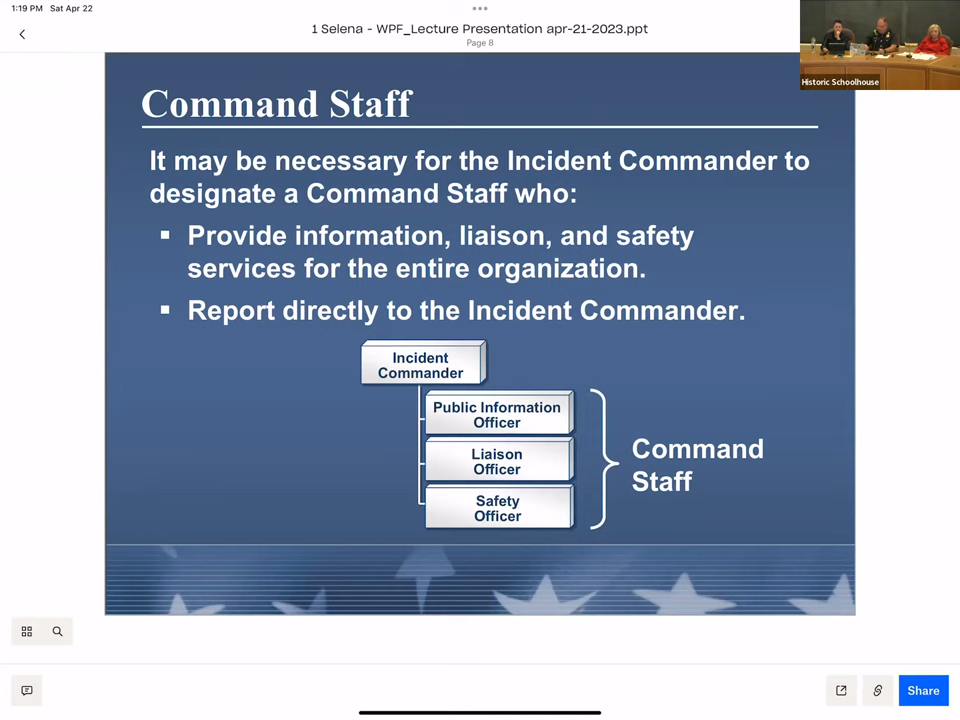 1:19 PM Sat Apr 22
1 Selena - WPF_Lecture Presentation apr-21-2023.ppt
Page 8
Historic Schoolhouse
Command Staff
It may be necessary for the Incident Commander to
designate a Command Staff who:
▪ Provide information, liaison, and safety
services for the entire organization.
▪ Report directly to the Incident Commander.
Incident
Commander
Public Information
Officer
Liaison
Officer
Safety
Officer
Command
Staff
Share